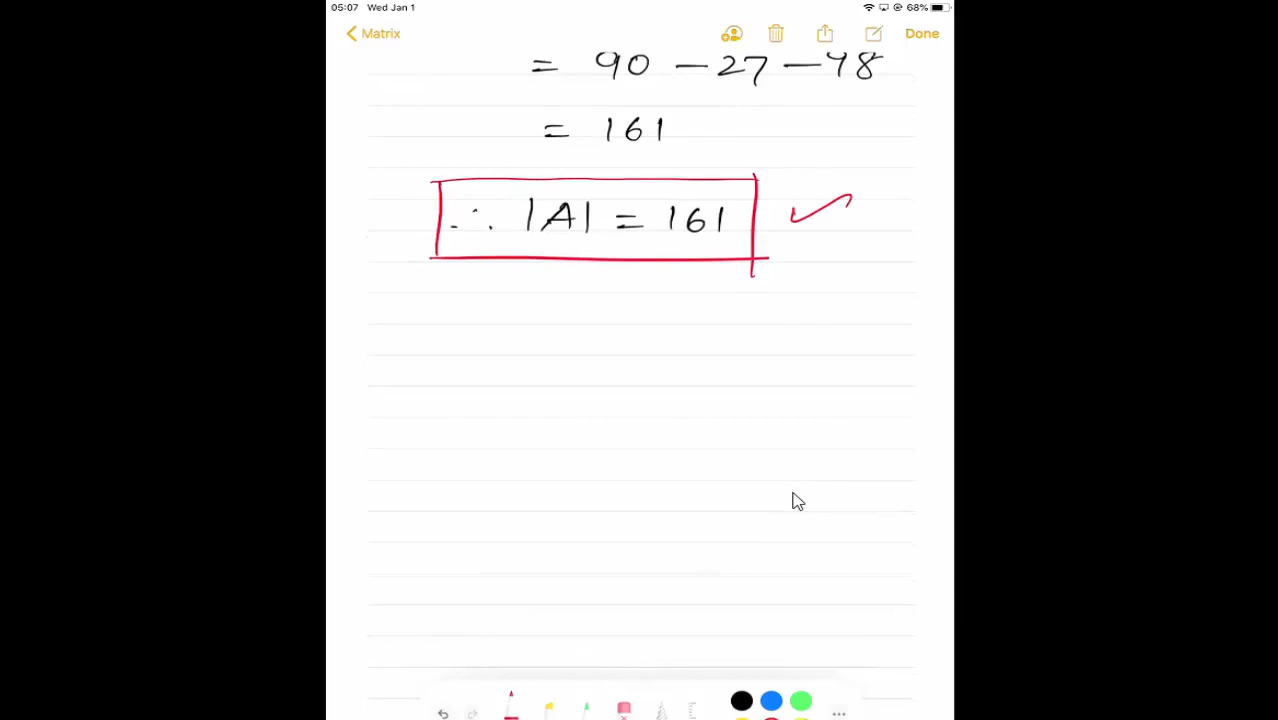 05:07 Wed Jan 1 68%
Matrix Done
= 90 - 27 - 48
= 161
∴ |A| = 161